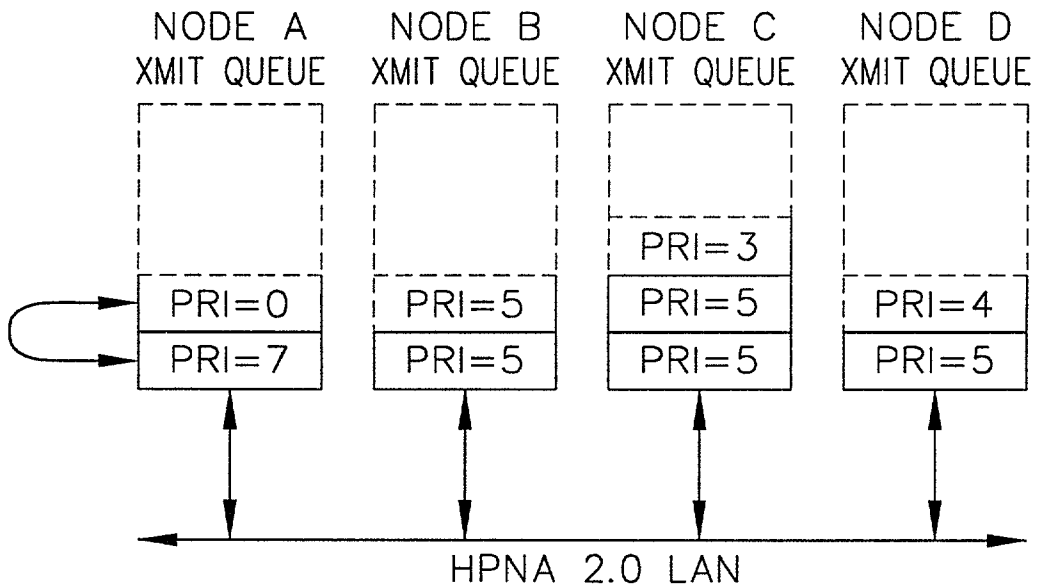 NODE A NODE B NODE C NODE D
XMIT QUEUE XMIT QUEUE XMIT QUEUE XMIT QUEUE
PRI=3
PRI=0 PRI=5 PRI=5 PRI=4
PRI=7 PRI=5 PRI=5 PRI=5
HPNA 2.0 LAN